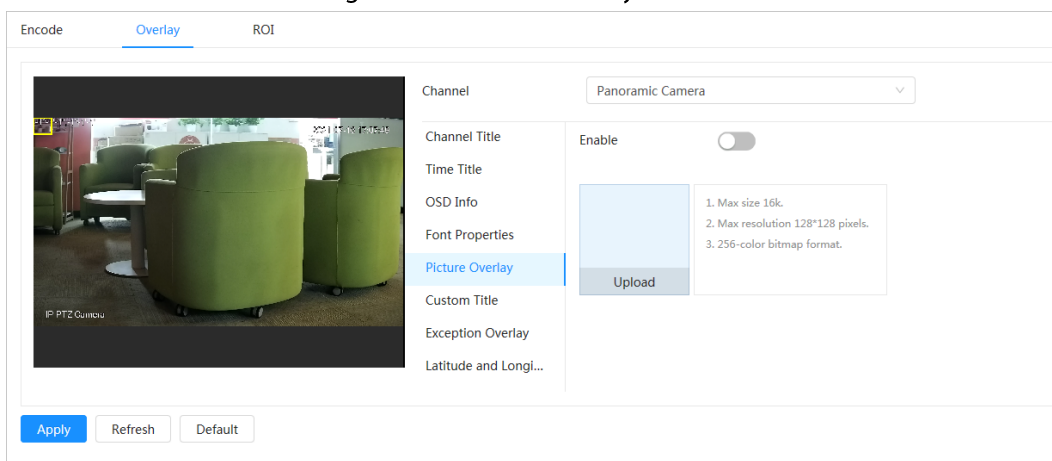 Encode Overlay ROI
Channel Panoramic Camera
Channel Title
Enable
Time Title
OSD Info
1. Max size 16k.
2. Max resolution 128*128 pixels.
Font Properties
3. 256-color bitmap format.
Picture Overlay
Upload
Custom Title
IP PTZ Camera
Exception Overlay
Latitude and Longi...
Apply Refresh Default